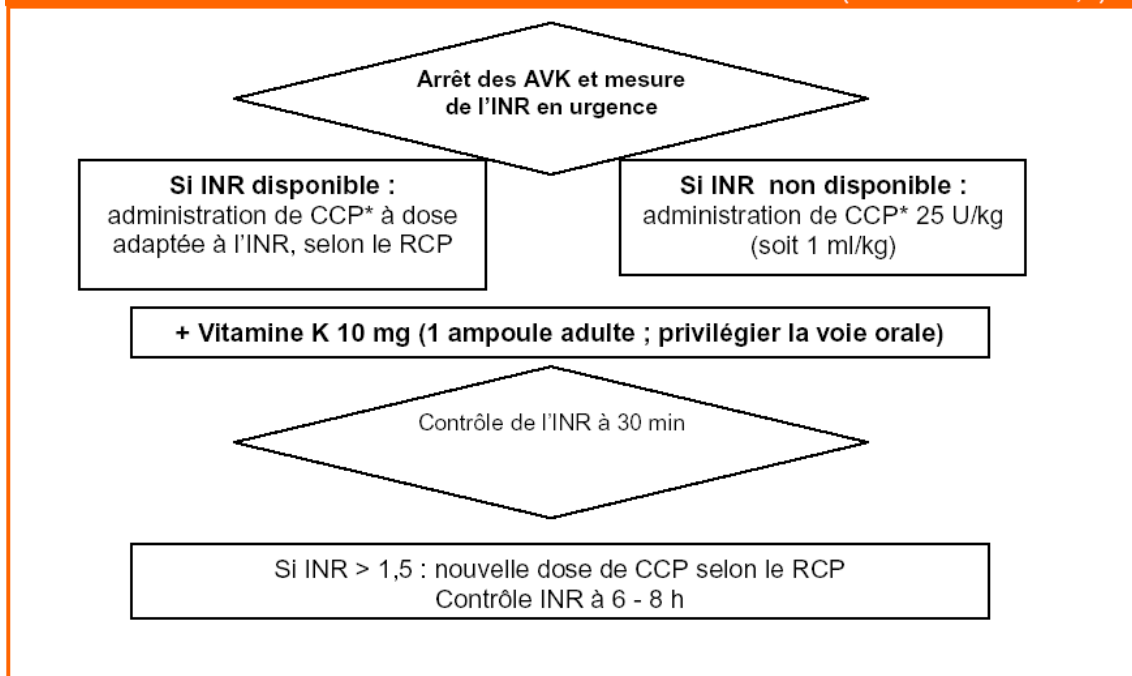 Arrêt des AVK et mesure
de l'INR en urgence
Si INR disponible :
administration de CCP* à dose
adaptée à l'INR, selon le RCP
Si INR non disponible :
administration de CCP* 25 U/kg
(soit 1 ml/kg)
+ Vitamine K 10 mg (1 ampoule adulte ; privilégier la voie orale)
Contrôle de l'INR à 30 min
Si INR > 1,5 : nouvelle dose de CCP selon le RCP
Contrôle INR à 6 - 8 h